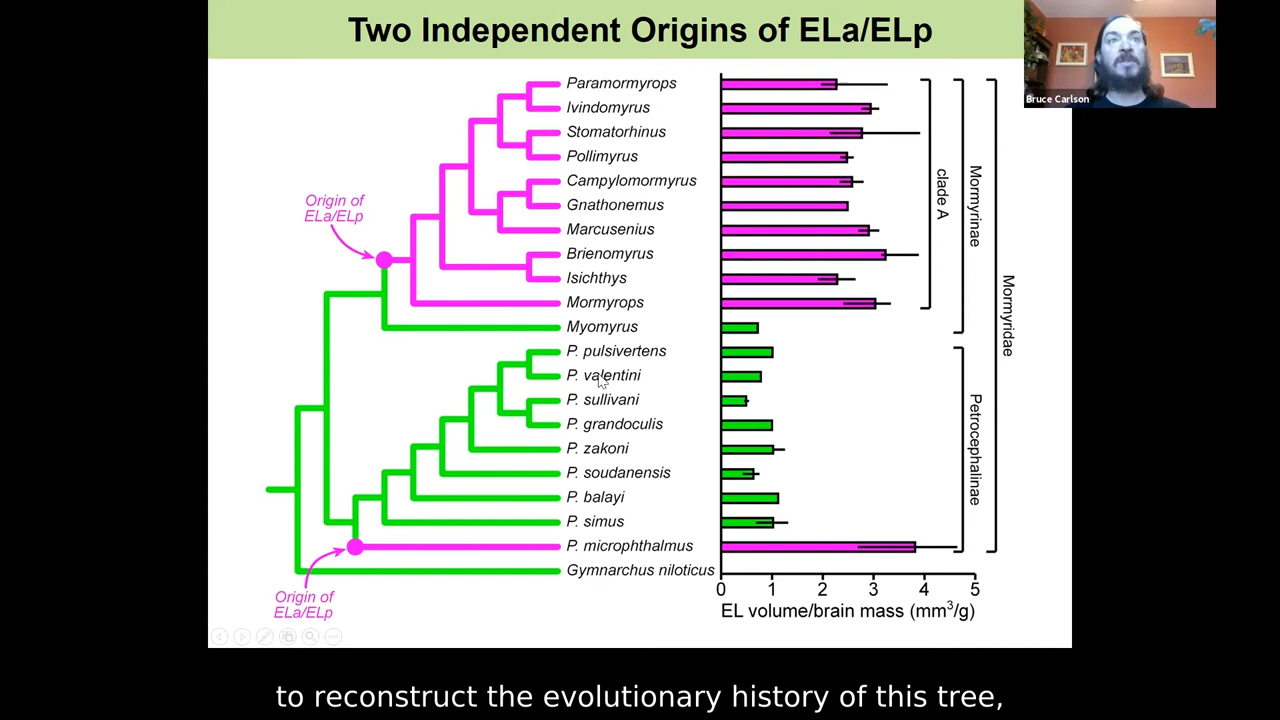 Two Independent Origins of ELa/ELp
Bruce Carlson
Paramormyrops
Ivindomyrus
Stomatorhinus
Pollimyrus
Campylomormyrus
Gnathonemus
Marcusenius
Brienomyrus
Isichthys
Mormyrops
Myomyrus
P. pulsivertens
P. valentini
P. sullivani
P. grandoculis
P. zakoni
P. soudanensis
P. balayi
P. simus
P. microphthalmus
Gymnarchus niloticus
Origin of
ELa/ELp
Origin of
ELa/ELp
clade A
Mormyrinae
Petrocephalinae
Mormyridae
0 1 2 3 4 5
EL volume/brain mass (mm³/g)
to reconstruct the evolutionary history of this tree,